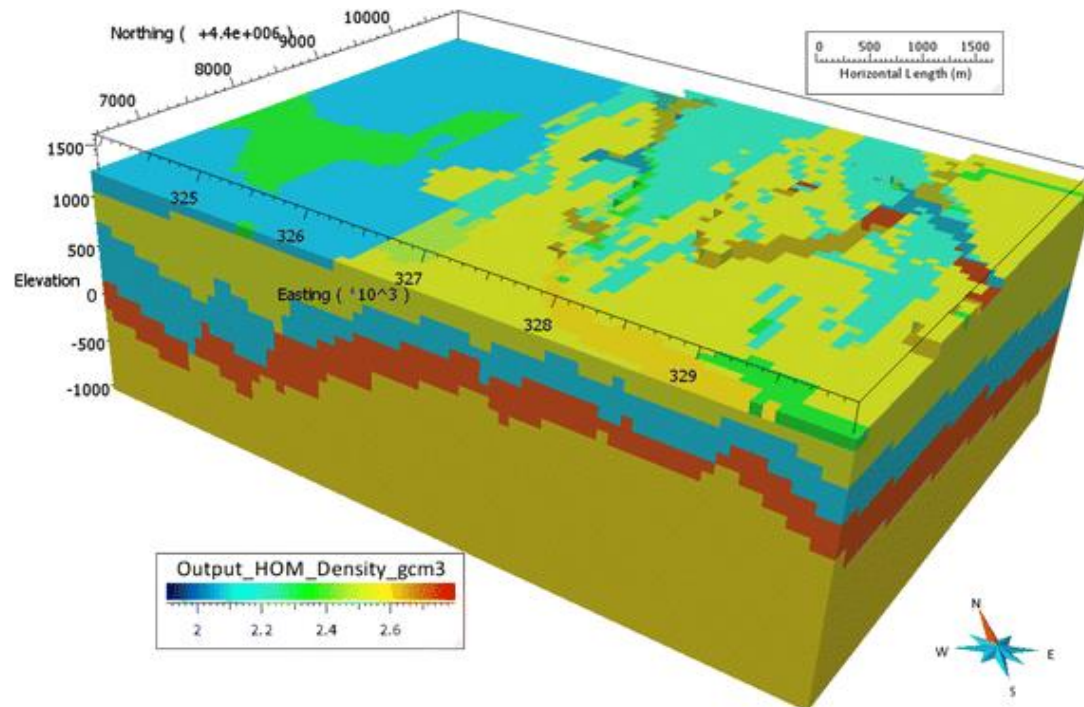 10000
Northing ( +4.4e+006 )
9000
8000
7000
0 500 1000 1500
Horizontal Length (m)
1500
1000
500
Elevation 0
-500
-1000
325
326
327
Easting ( *10^3 )
328
329
Output_HOM_Density_gcm3
2 2.2 2.4 2.6
N
W E
S